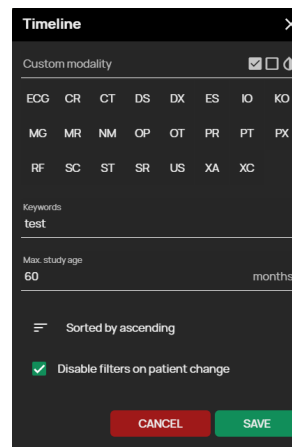 Timeline
Custom modality
ECG CR CT DS DX ES IO KO
MG MR NM OP OT PR PT PX
RF SC ST SR US XA XC
Keywords
test
Max. study age
60 months
Sorted by ascending
Disable filters on patient change
CANCEL SAVE